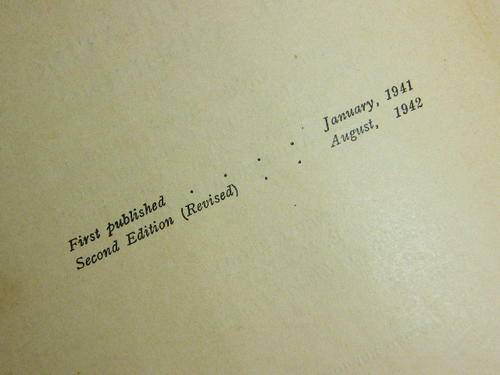 First published . . . . January, 1941
Second Edition (Revised) . . August, 1942